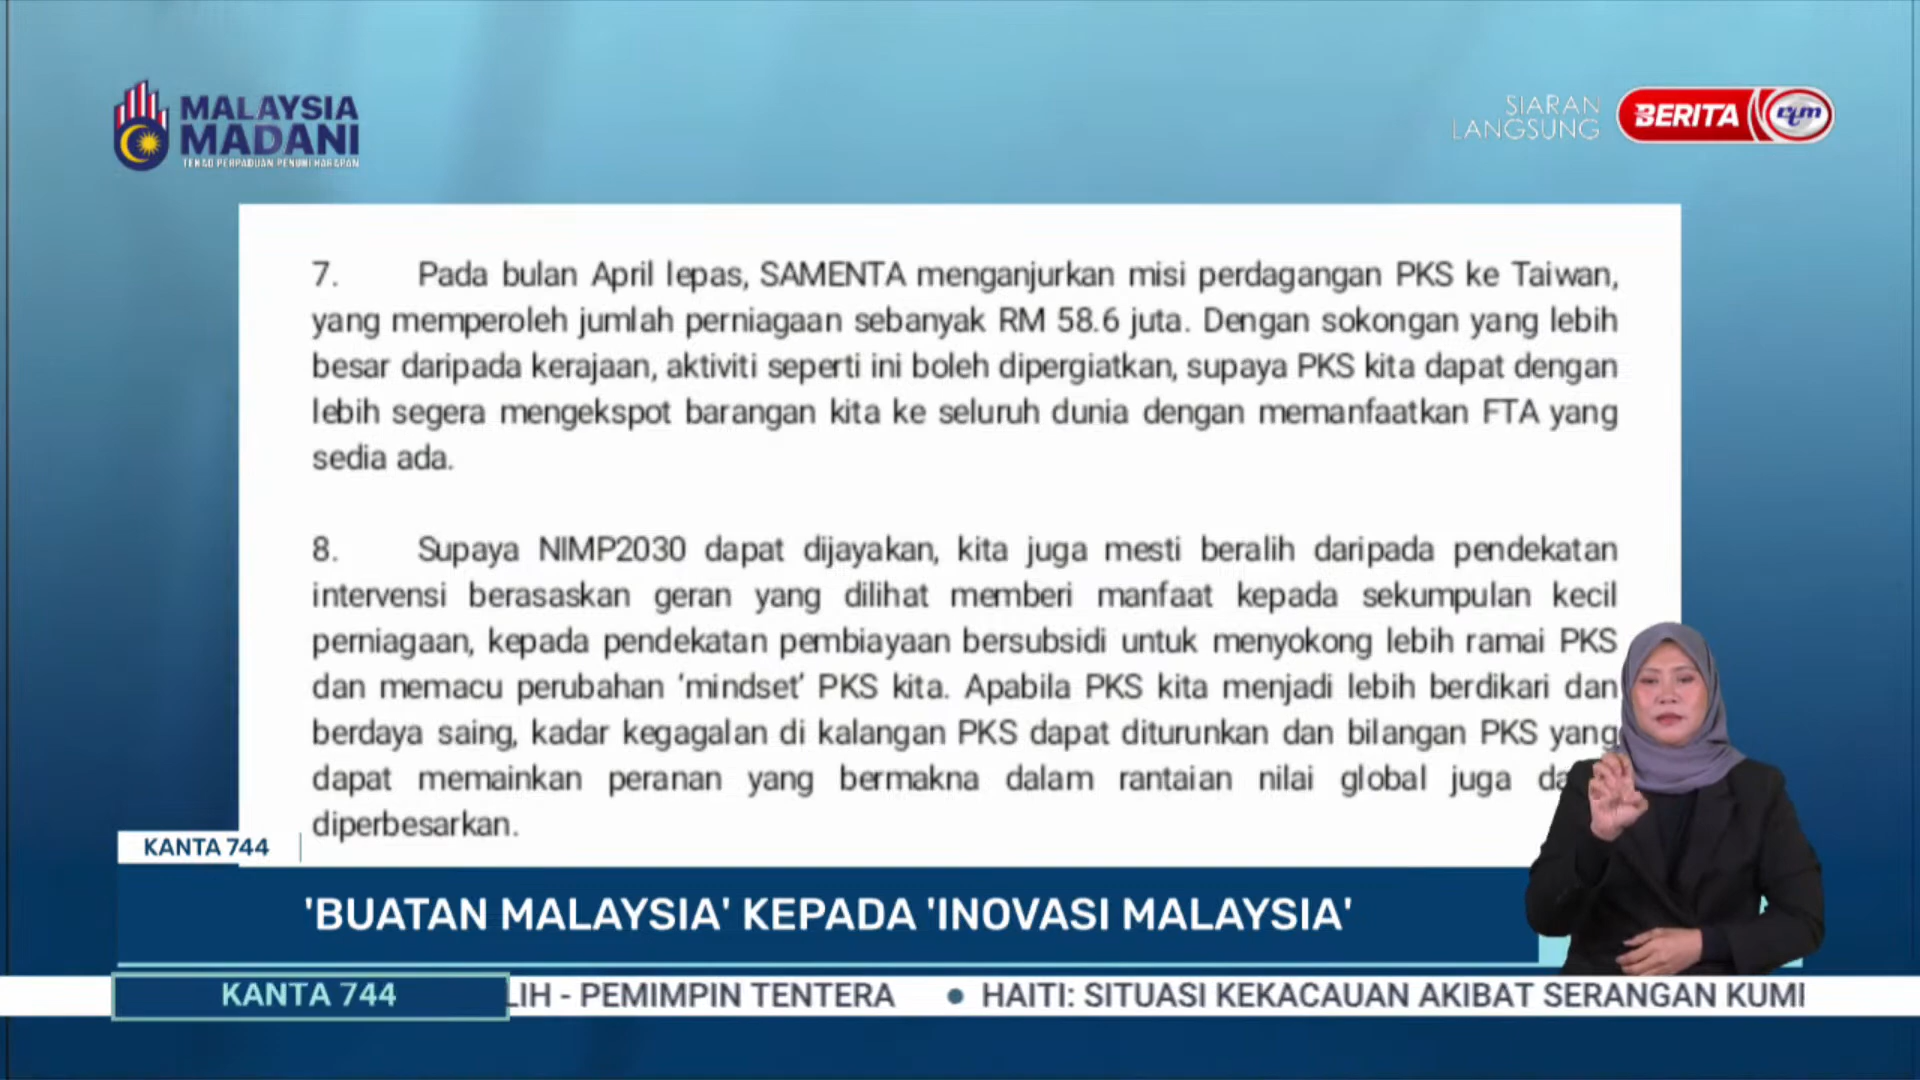 MALAYSIA
MADANI
TEKAD PERPADUAN PENUHI HARAPAN
SIARAN
LANGSUNG
BERITA rtm
7. Pada bulan April lepas, SAMENTA menganjurkan misi perdagangan PKS ke Taiwan,
yang memperoleh jumlah perniagaan sebanyak RM 58.6 juta. Dengan sokongan yang lebih
besar daripada kerajaan, aktiviti seperti ini boleh dipergiatkan, supaya PKS kita dapat dengan
lebih segera mengekspot barangan kita ke seluruh dunia dengan memanfaatkan FTA yang
sedia ada.
8. Supaya NIMP2030 dapat dijayakan, kita juga mesti beralih daripada pendekatan
intervensi berasaskan geran yang dilihat memberi manfaat kepada sekumpulan kecil
perniagaan, kepada pendekatan pembiayaan bersubsidi untuk menyokong lebih ramai PKS
dan memacu perubahan 'mindset' PKS kita. Apabila PKS kita menjadi lebih berdikari dan
berdaya saing, kadar kegagalan di kalangan PKS dapat diturunkan dan bilangan PKS yang
dapat memainkan peranan yang bermakna dalam rantaian nilai global juga
diperbesarkan.
KANTA 744
'BUATAN MALAYSIA' KEPADA 'INOVASI MALAYSIA'
KANTA 744
LIH - PEMIMPIN TENTERA • HAITI: SITUASI KEKACAUAN AKIBAT SERANGAN KUM